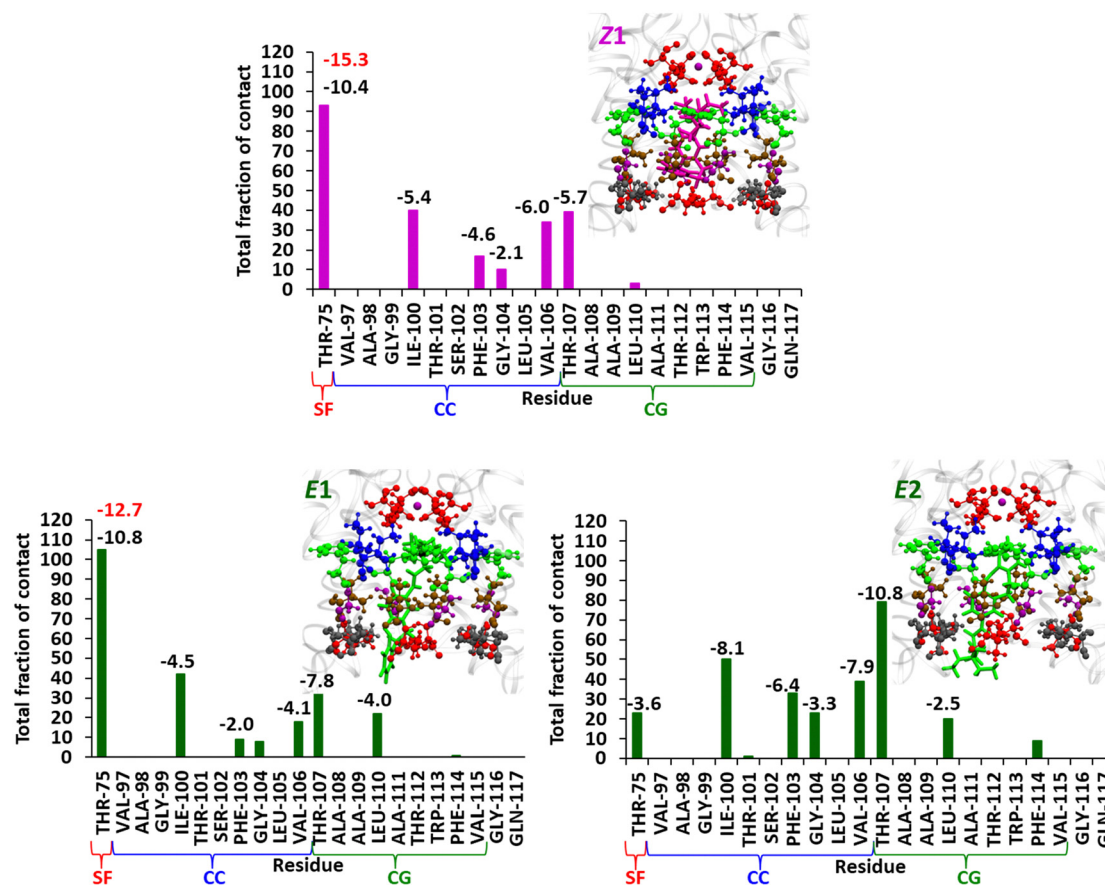 Z1
Total fraction of contact
120
110
100
90
80
70
60
50
40
30
20
10
0
-15.3
-10.4
-5.4
-4.6
-2.1
-6.0
-5.7
THR-75
VAL-97
ALA-98
GLY-99
ILE-100
THR-101
SER-102
PHE-103
GLY-104
LEU-105
VAL-106
THR-107
ALA-108
ALA-109
LEU-110
ALA-111
THR-112
TRP-113
PHE-114
VAL-115
GLY-116
GLN-117
Residue
SF
CC
CG
E1
Total fraction of contact
120
110
100
90
80
70
60
50
40
30
20
10
0
-12.7
-10.8
-4.5
-2.0
-4.1
-7.8
-4.0
THR-75
VAL-97
ALA-98
GLY-99
ILE-100
THR-101
SER-102
PHE-103
GLY-104
LEU-105
VAL-106
THR-107
ALA-108
ALA-109
LEU-110
ALA-111
THR-112
TRP-113
PHE-114
VAL-115
GLY-116
GLN-117
Residue
SF
CC
CG
E2
Total fraction of contact
120
110
100
90
80
70
60
50
40
30
20
10
0
-3.6
-8.1
-6.4
-3.3
-7.9
-10.8
-2.5
THR-75
VAL-97
ALA-98
GLY-99
ILE-100
THR-101
SER-102
PHE-103
GLY-104
LEU-105
VAL-106
THR-107
ALA-108
ALA-109
LEU-110
ALA-111
THR-112
TRP-113
PHE-114
VAL-115
GLY-116
GLN-117
Residue
SF
CC
CG